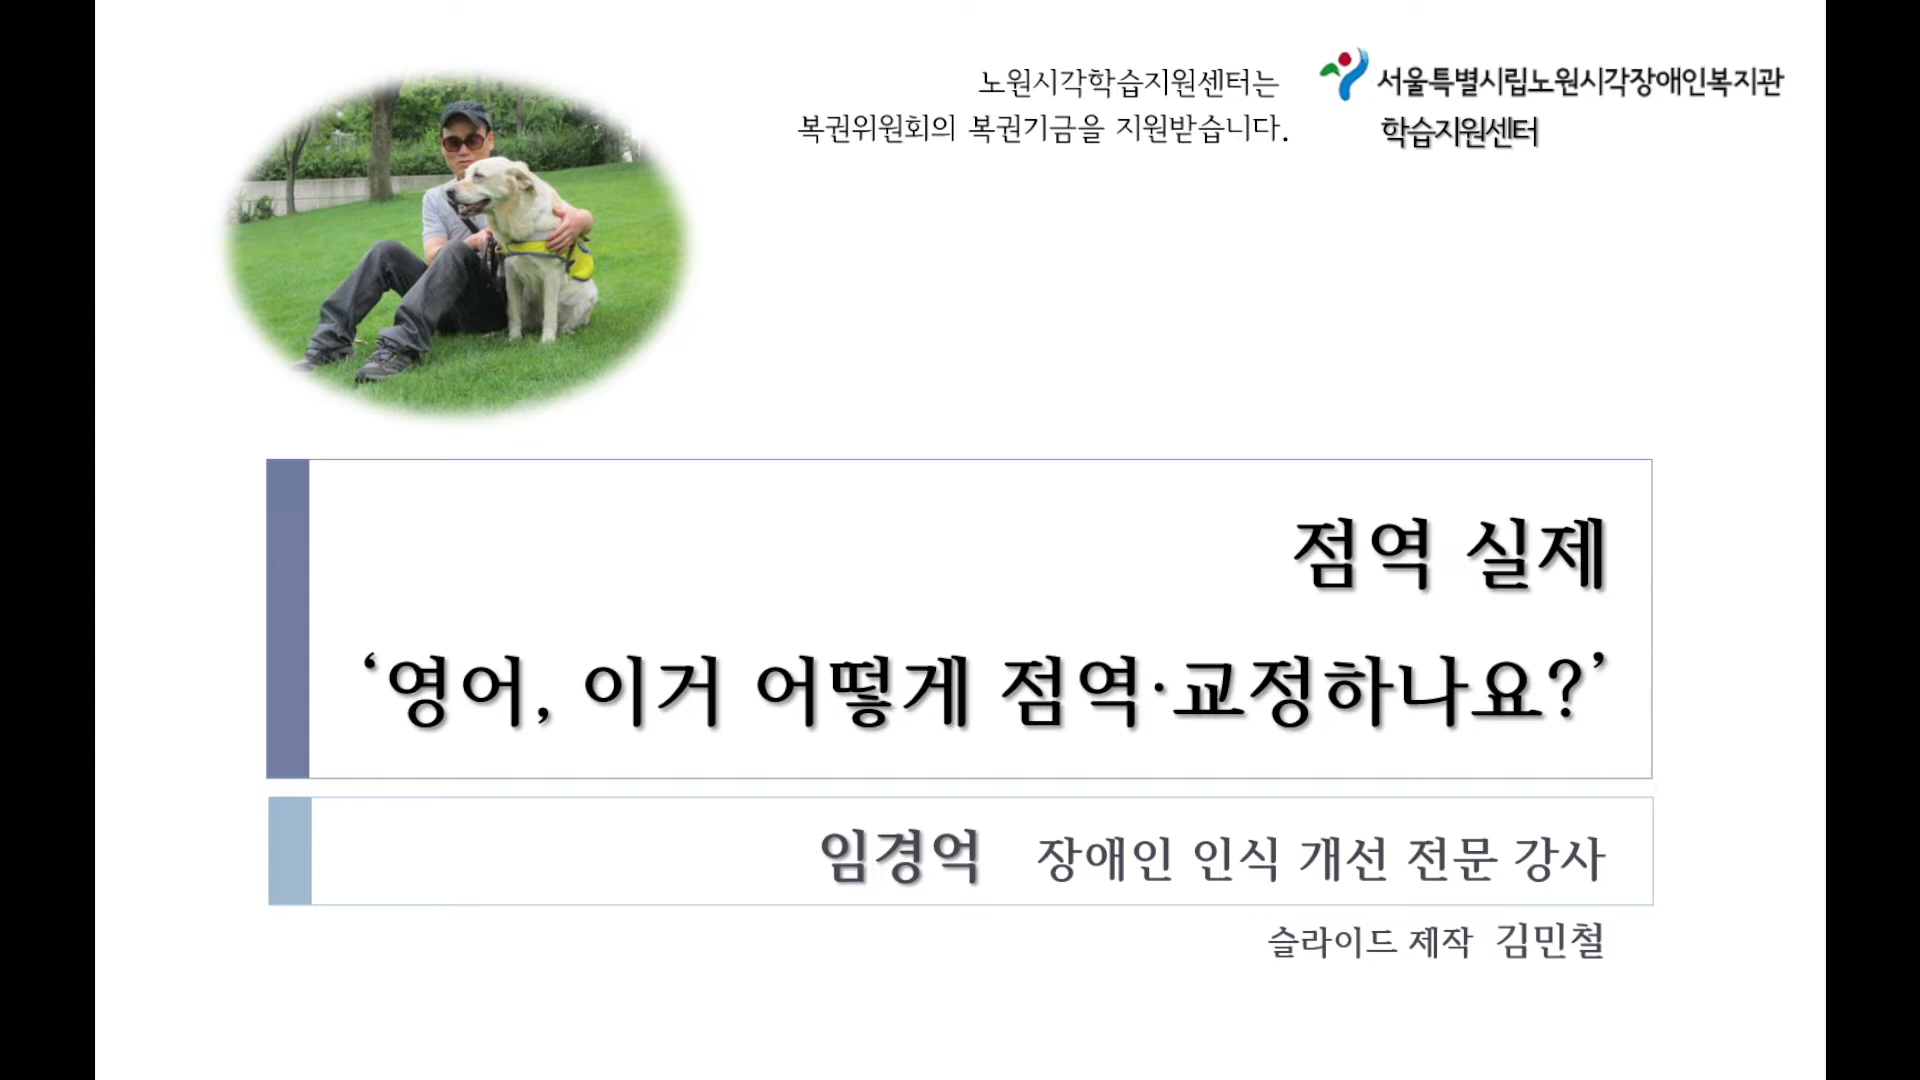 노원시각학습지원센터는
복권위원회의 복권기금을 지원받습니다.
서울특별시립노원시각장애인복지관
학습지원센터
점역 실제
‘영어, 이거 어떻게 점역·교정하나요?’
임경억 장애인 인식 개선 전문 강사
슬라이드 제작 김민철